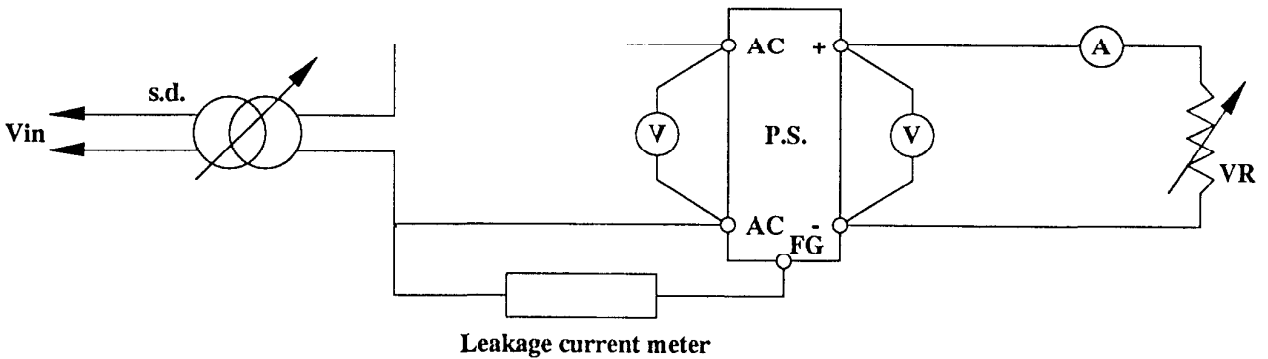 AC +
A
s.d.
Vin
V
P.S.
V
VR
AC -
FG
Leakage current meter